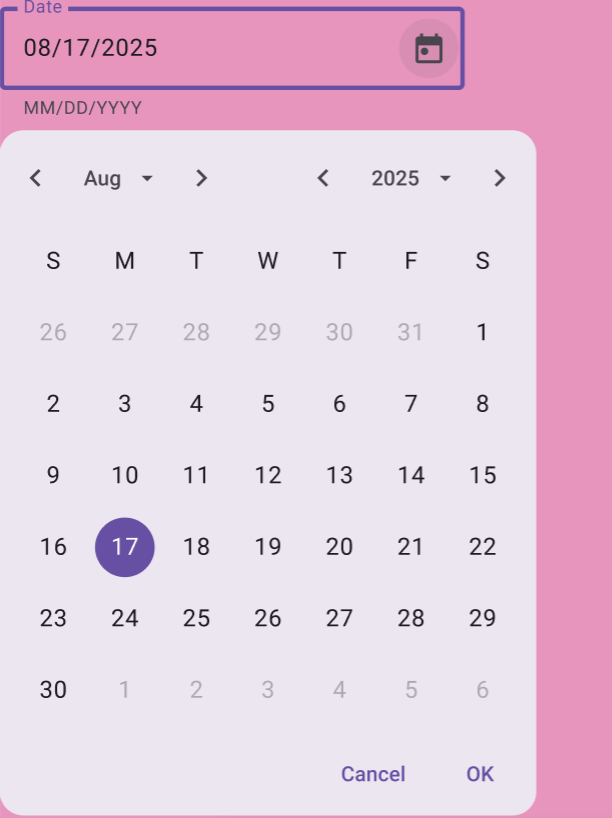 Date
08/17/2025
MM/DD/YYYY
Aug 2025
S M T W T F S
26 27 28 29 30 31 1
2 3 4 5 6 7 8
9 10 11 12 13 14 15
16 17 18 19 20 21 22
23 24 25 26 27 28 29
30 1 2 3 4 5 6
Cancel OK